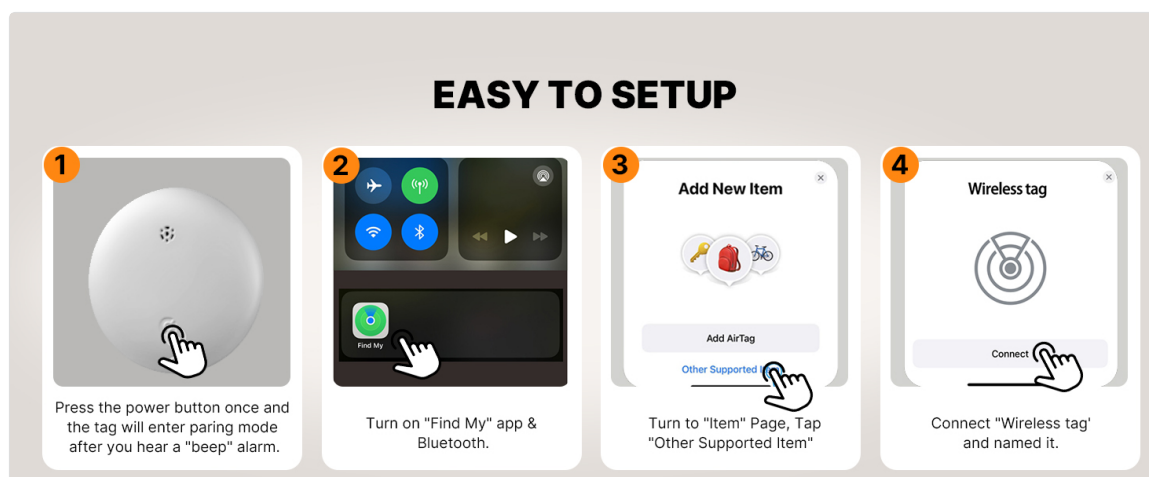 EASY TO SETUP
1
Press the power button once and
the tag will enter paring mode
after you hear a "beep" alarm.
2
Find My
Turn on "Find My" app &
Bluetooth.
3
Add New Item
Add AirTag
Other Supported
Turn to "Item" Page, Tap
"Other Supported Item"
4
Wireless tag
Connect
Connect "Wireless tag'
and named it.